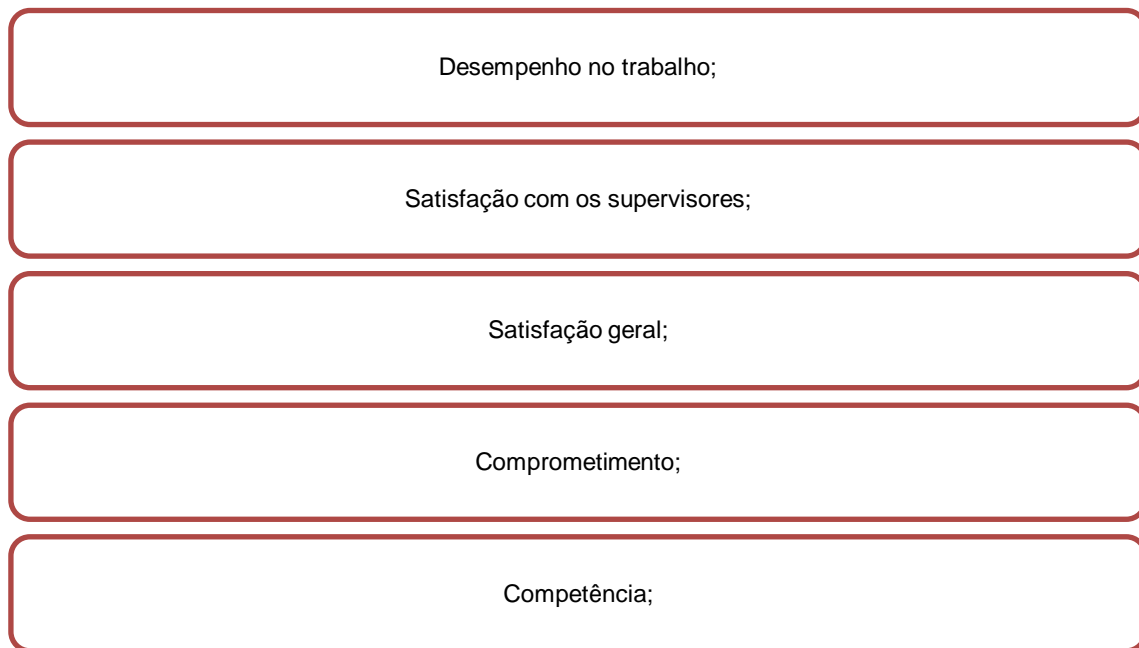 Desempenho no trabalho;
Satisfação com os supervisores;
Satisfação geral;
Comprometimento;
Competência;